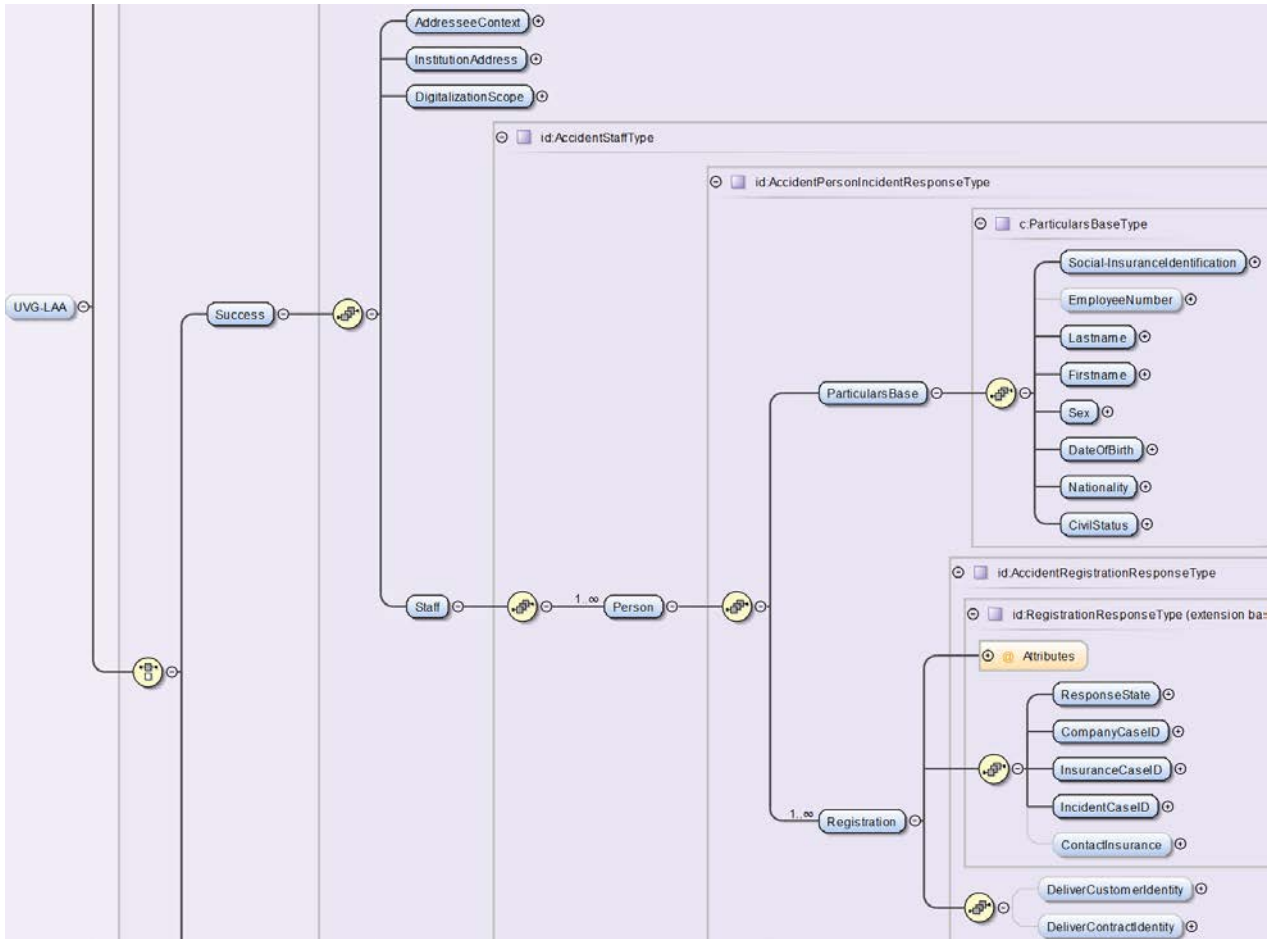 AddresseeContext
InstitutionAddress
DigitalizationScope
id:AccidentStaffType
id:AccidentPersonIncidentResponseType
c:ParticularsBaseType
Social-InsuranceIdentification
EmployeeNumber
UVG-LAA
Success
Lastname
Firstname
ParticularsBase
Sex
DateOfBirth
Nationality
CivilStatus
id:AccidentRegistrationResponseType
Staff
1..∞
Person
id:RegistrationResponseType (extension bas
@ Attributes
ResponseState
CompanyCaseID
InsuranceCaseID
IncidentCaseID
1..∞
Registration
ContactInsurance
DeliverCustomerIdentity
DeliverContractIdentity